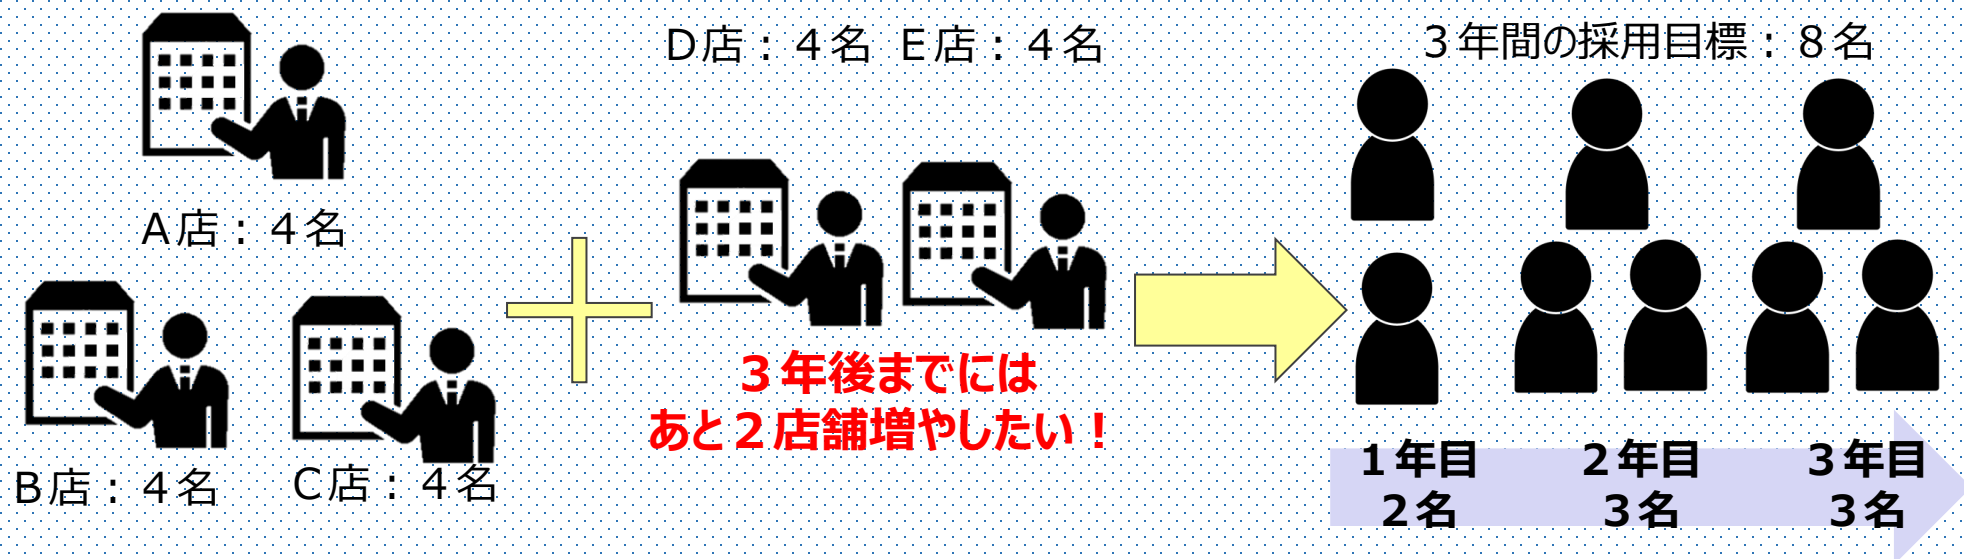 A店：４名
B店：４名
C店：４名
D店：４名 E店：４名
３年後までには
あと２店舗増やしたい！
３年間の採用目標：８名
１年目
２名
２年目
３名
３年目
３名